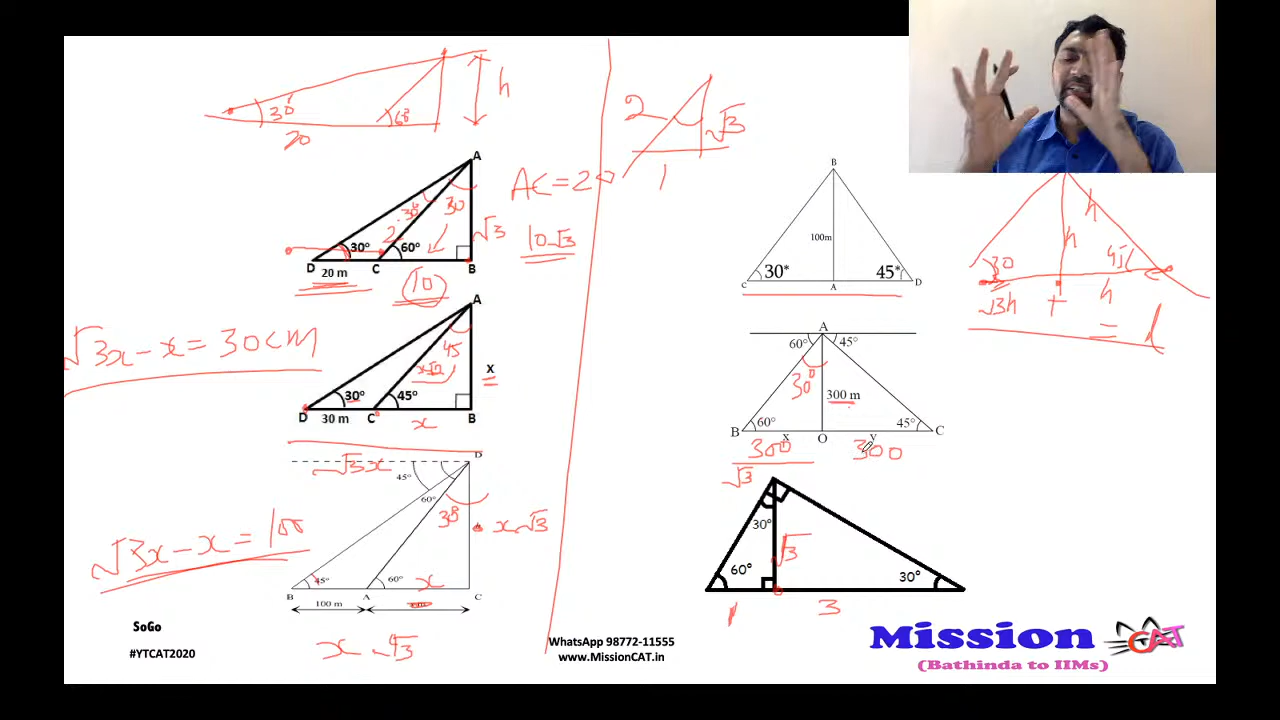 30°
60°
20
h
2
√3
1
A
30°
30
2
√3
30°
60°
D
C
B
20 m
10
AC=20
10√3
A
45
x√2
x
30°
45°
D
C
B
30 m
x
√3x-x=30cm
√3x
D
45°
60°
30°
x√3
45°
60°
x
B
A
C
100 m
x√3
√3x-x=100
B
100m
30*
45*
C
A
D
30
45
h
h
√3h
+
h
=
d
A
60°
45°
30°
300 m
60°
45°
B
x
O
y
C
300
√3
300
30°
√3
60°
30°
1
3
SoGo
#YTCAT2020
WhatsApp 98772-11555
www.MissionCAT.in
Mission
CAT
(Bathinda to IIMs)